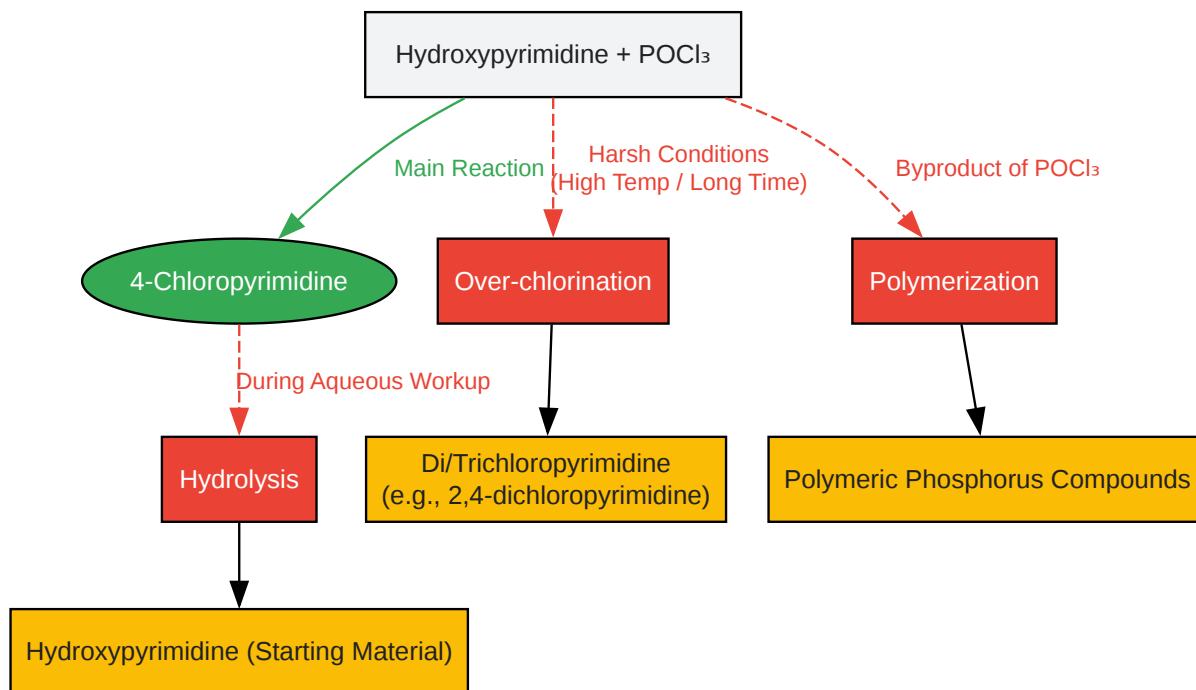 Hydroxypyrimidine + POCl₃
Main Reaction
Harsh Conditions
(High Temp / Long Time)
Byproduct of POCl₃
4-Chloropyrimidine
Over-chlorination
Polymerization
During Aqueous Workup
Hydrolysis
Di/Trichloropyrimidine
(e.g., 2,4-dichloropyrimidine)
Polymeric Phosphorus Compounds
Hydroxypyrimidine (Starting Material)